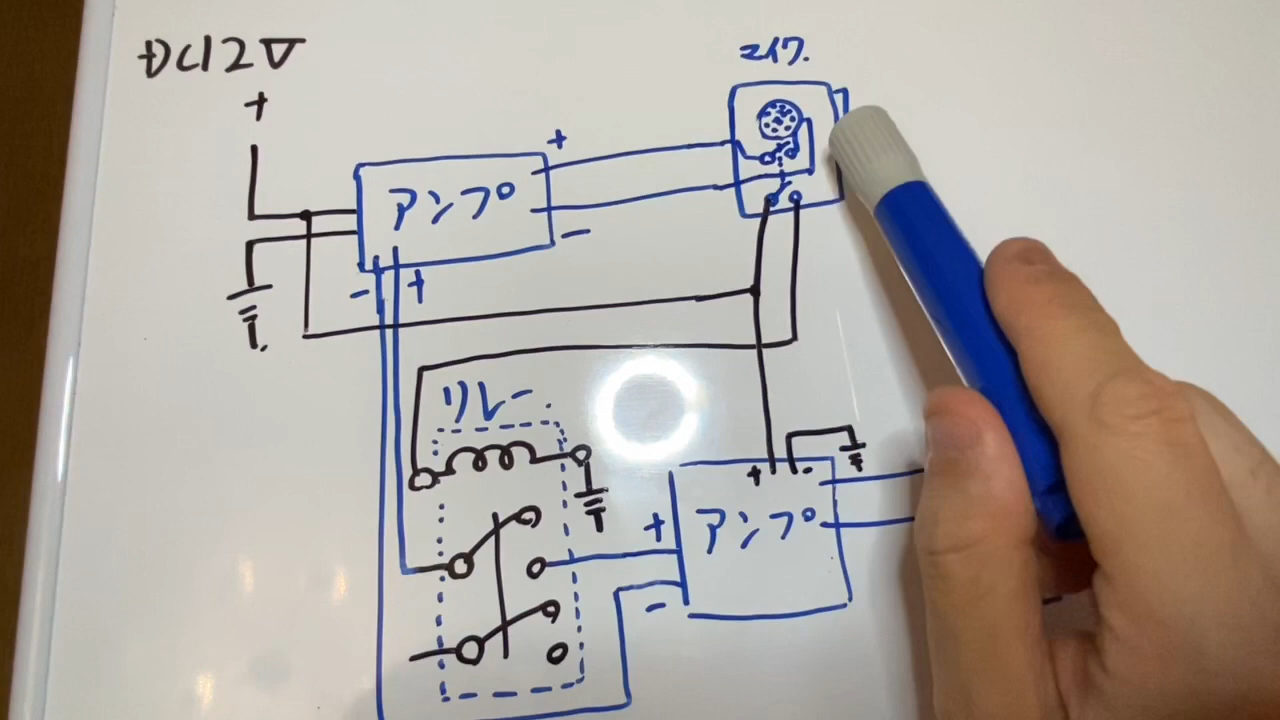 DC12V
マイク.
+
+
アンプ
-
- +
リレー.
+ -
+
アンプ
-